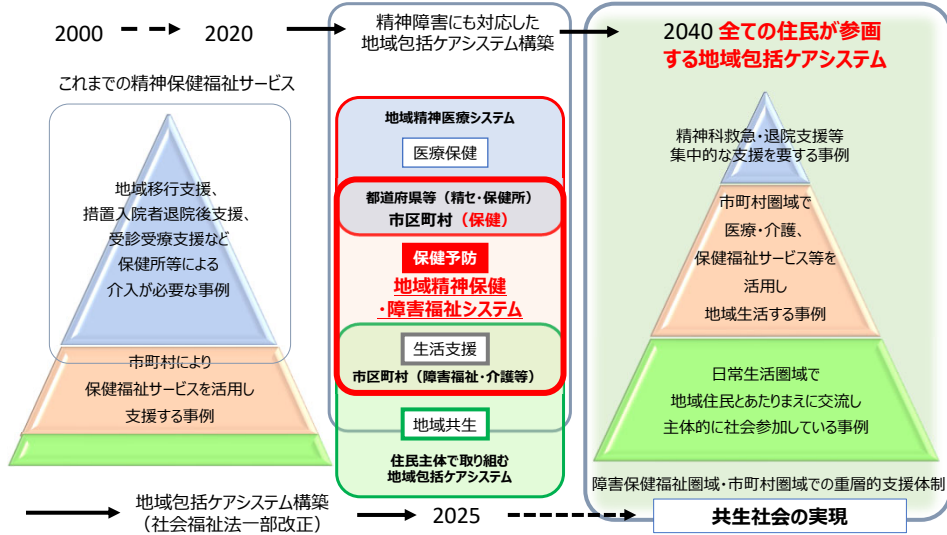 2000
2020
精神障害にも対応した
地域包括ケアシステム構築
2040 全ての住民が参画
する地域包括ケアシステム
これまでの精神保健福祉サービス
地域移行支援、
措置入院者退院後支援、
受診受療支援など
保健所等による
介入が必要な事例
市町村により
保健福祉サービスを活用し
支援する事例
地域精神医療システム
医療保健
都道府県等（精セ・保健所）
市区町村（保健）
保健予防
地域精神保健
・障害福祉システム
生活支援
市区町村（障害福祉・介護等）
地域共生
住民主体で取り組む
地域包括ケアシステム
精神科救急・退院支援等
集中的な支援を要する事例
市町村圏域で
医療・介護、
保健福祉サービス等を
活用し
地域生活する事例
日常生活圏域で
地域住民とあたりまえに交流し
主体的に社会参加している事例
障害保健福祉圏域・市町村圏域での重層的支援体制
地域包括ケアシステム構築
（社会福祉法一部改正）
2025
共生社会の実現